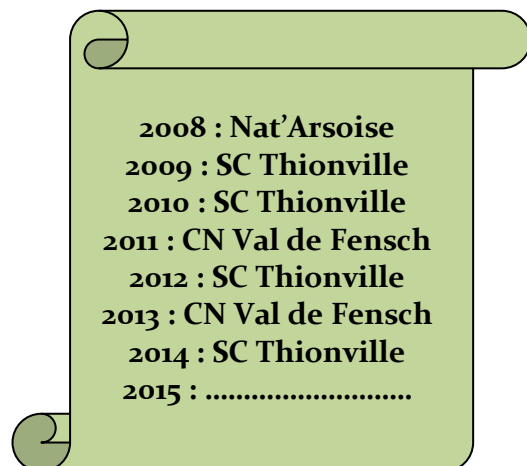 2008 : Nat’Arsoise
2009 : SC Thionville
2010 : SC Thionville
2011 : CN Val de Fensch
2012 : SC Thionville
2013 : CN Val de Fensch
2014 : SC Thionville
2015 : ...........................